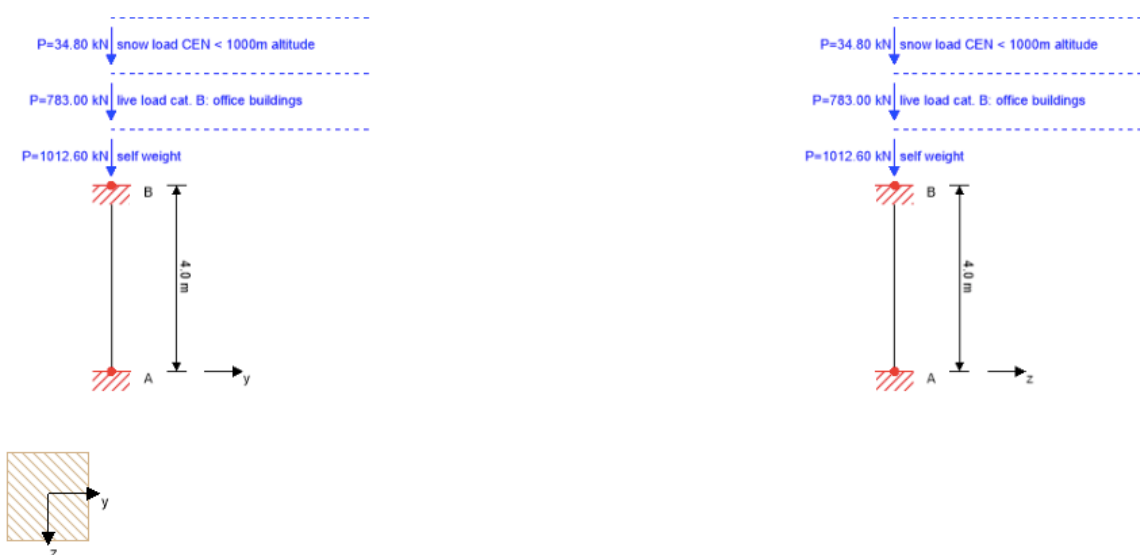 P=34.80 kN snow load CEN < 1000m altitude
P=783.00 kN live load cat. B: office buildings
P=1012.60 kN self weight
B
4.0 m
A
y
P=34.80 kN snow load CEN < 1000m altitude
P=783.00 kN live load cat. B: office buildings
P=1012.60 kN self weight
B
4.0 m
A
z
y
z